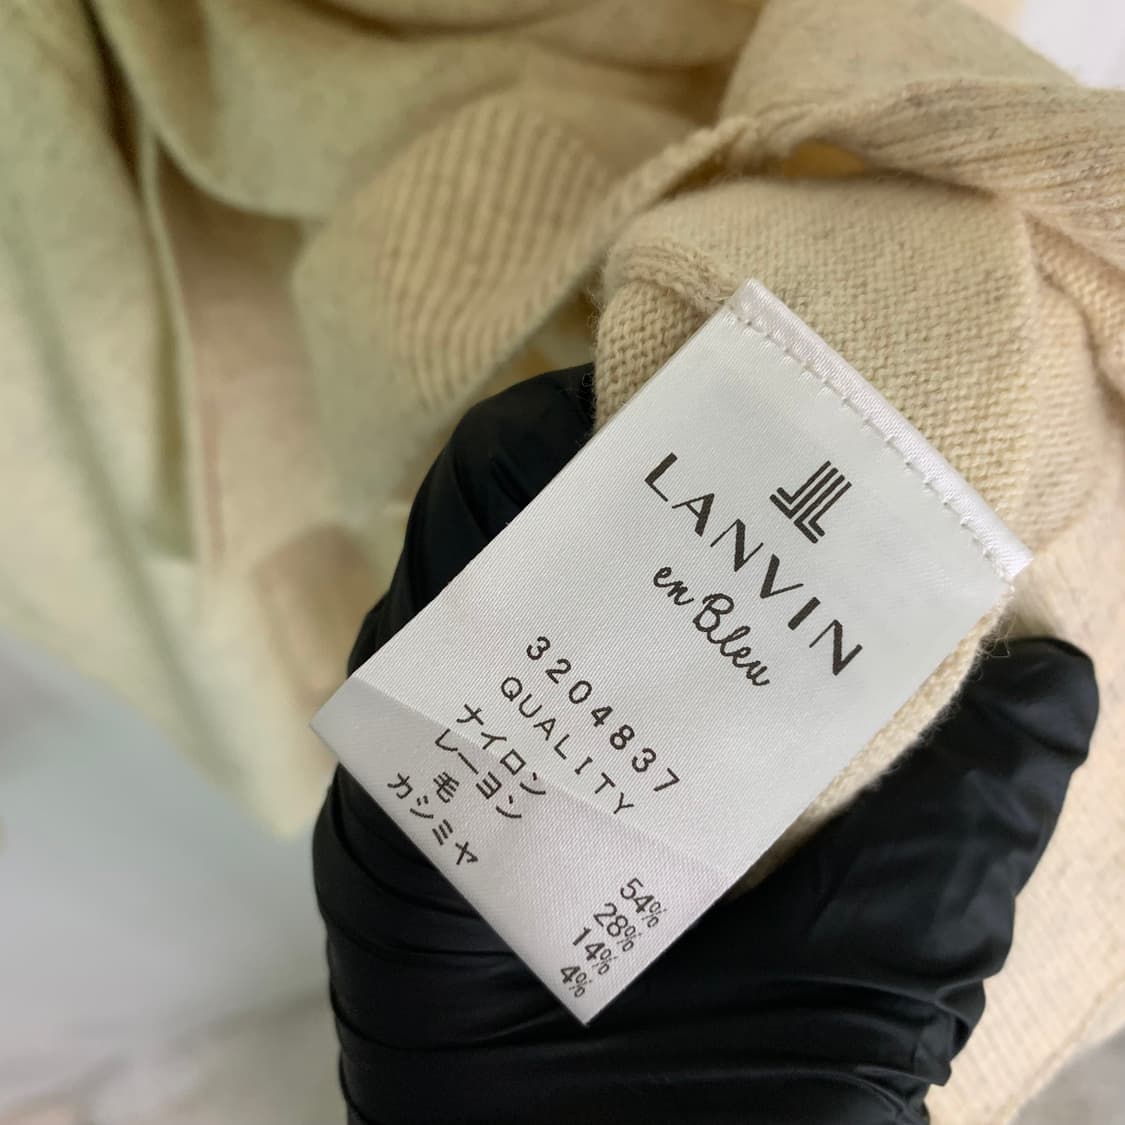 LANVIN
en Bleu
3204837
QUALITY
ナイロン 54%
レーヨン 28%
毛 14%
カシミヤ 4%